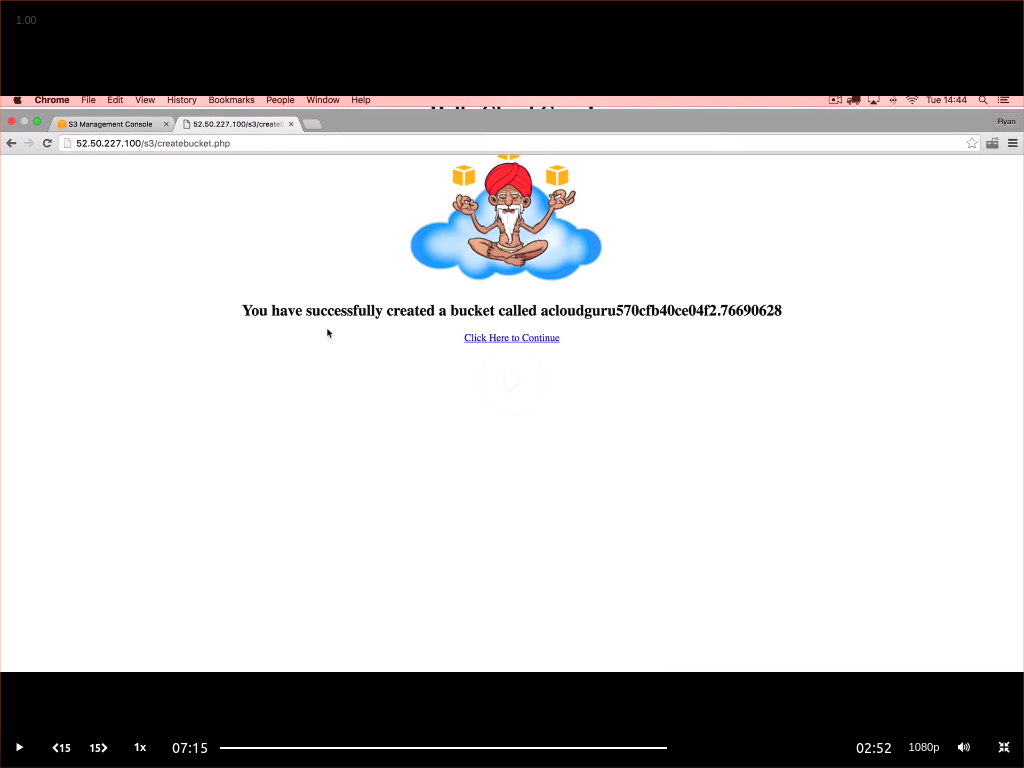 1.00
Chrome File Edit View History Bookmarks People Window Help Tue 14:44
S3 Management Console 52.50.227.100/s3/create Ryan
52.50.227.100/s3/createbucket.php
You have successfully created a bucket called acloudguru570cfb40ce04f2.76690628
Click Here to Continue
15 15 1x 07:15 02:52 1080p